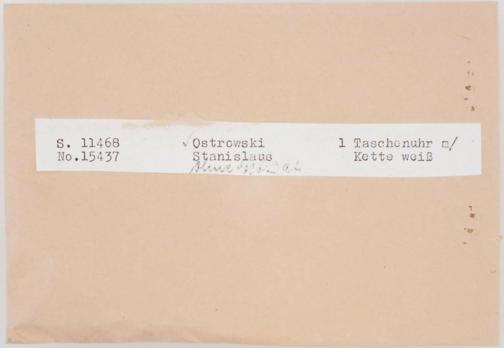 S. 11468 ✓Ostrowski 1 Taschenuhr m/
No.15437 Stanislaus Kette weiß